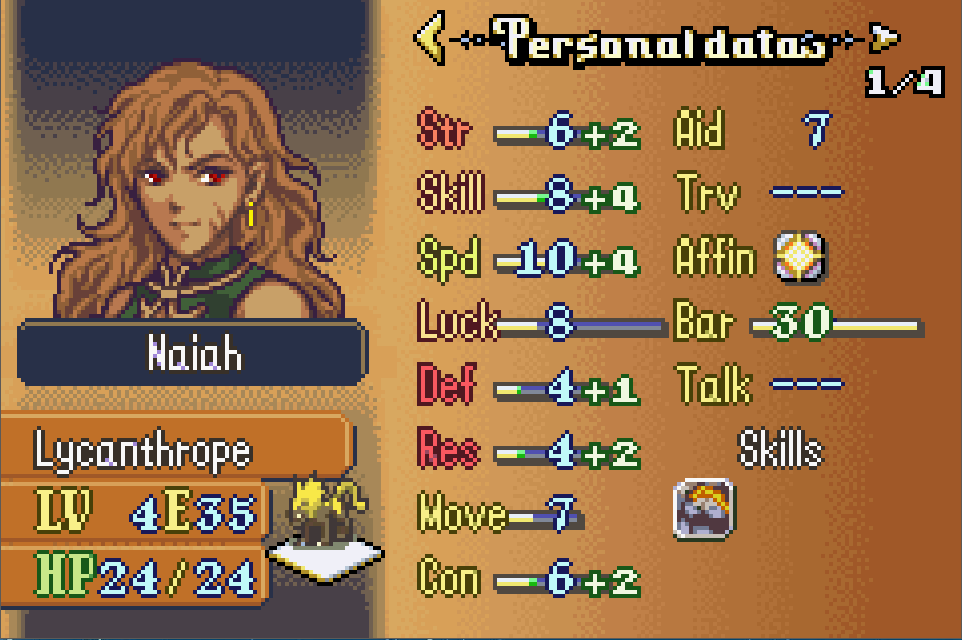 Personal datas
1/4
Str 6+2 Aid 7
Skill 8+4 Trv ---
Spd 10+4 Affin
Luck 8 Bar 30
Naiah
Def 4+1 Talk ---
Lycanthrope
Res 4+2 Skills
LV 4 E 35
Move 7
HP 24/24
Con 6+2